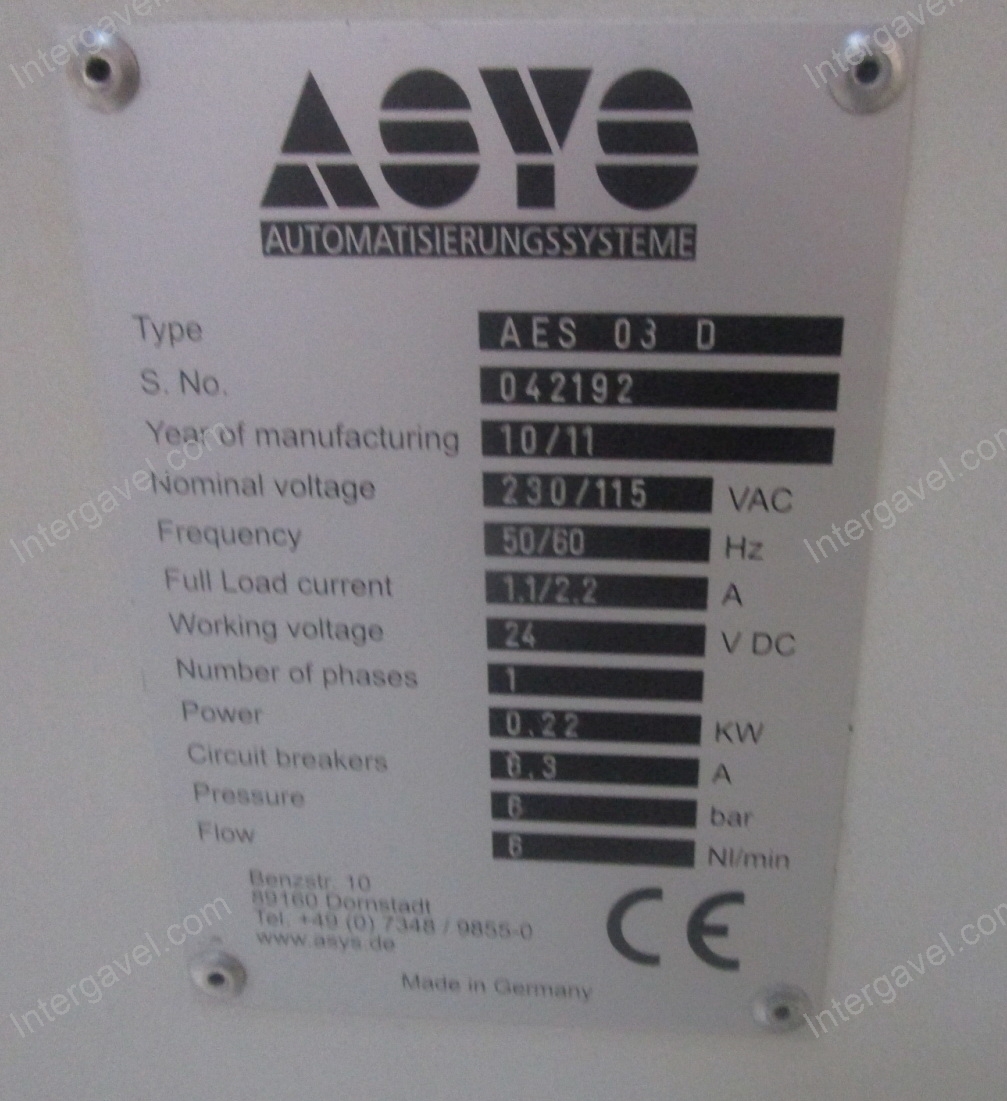 ASYS
AUTOMATISIERUNGSSYSTEME
Type AES 03 D
S. No. 042192
Year of manufacturing 10/11
Nominal voltage 230/115 VAC
Frequency 50/60 Hz
Full Load current 1.1/2.2 A
Working voltage 24 V DC
Number of phases 1
Power 0.22 KW
Circuit breakers 6.3 A
Pressure 6 bar
Flow 6 Nl/min
Benzstr. 10
89160 Dornstadt
Tel. +49 (0) 7348 / 9855-0
www.asys.de
CE
Made in Germany
Intergavel.com
Intergavel.com
Intergavel.com
Intergavel.com
Intergavel.com
Intergavel.com